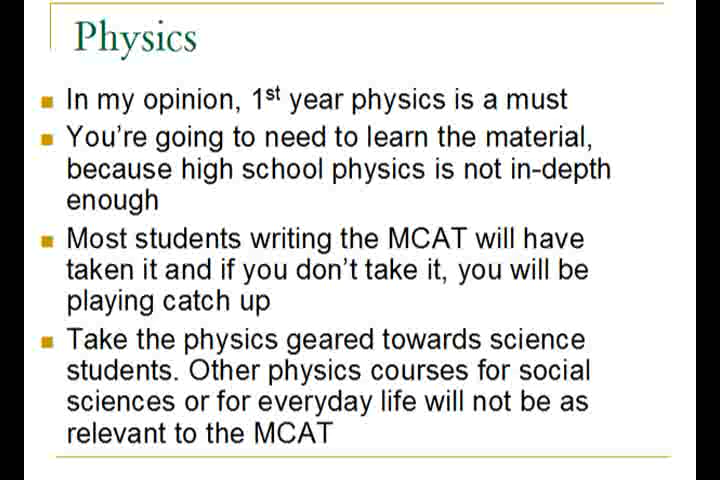 Physics
In my opinion, 1st year physics is a must
You're going to need to learn the material,
because high school physics is not in-depth
enough
Most students writing the MCAT will have
taken it and if you don't take it, you will be
playing catch up
Take the physics geared towards science
students. Other physics courses for social
sciences or for everyday life will not be as
relevant to the MCAT